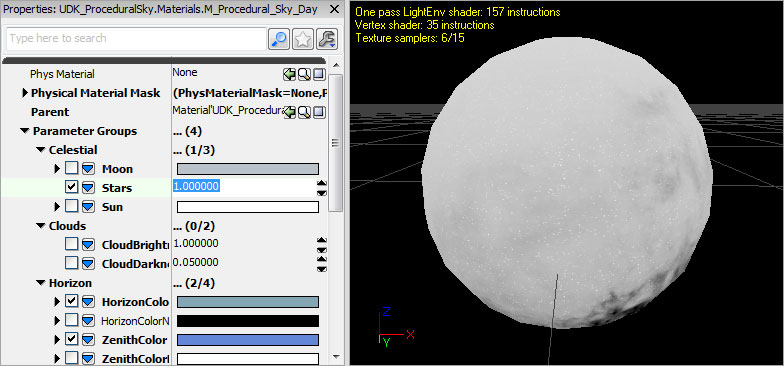 Properties: UDK_ProceduralSky.Materials.M_Procedural_Sky_Day
Type here to search
Phys Material None
Physical Material Mask (PhysMaterialMask=None,P
Parent Material'UDK_Procedura
Parameter Groups ... (4)
Celestial ... (1/3)
Moon
Stars 1.000000
Sun
Clouds ... (0/2)
CloudBright 1.000000
CloudDarkn 0.050000
Horizon ... (2/4)
HorizonColo
HorizonColorN
ZenithColor
ZenithColor
One pass LightEnv shader: 157 instructions
Vertex shader: 35 instructions
Texture samplers: 6/15
Z
X
Y